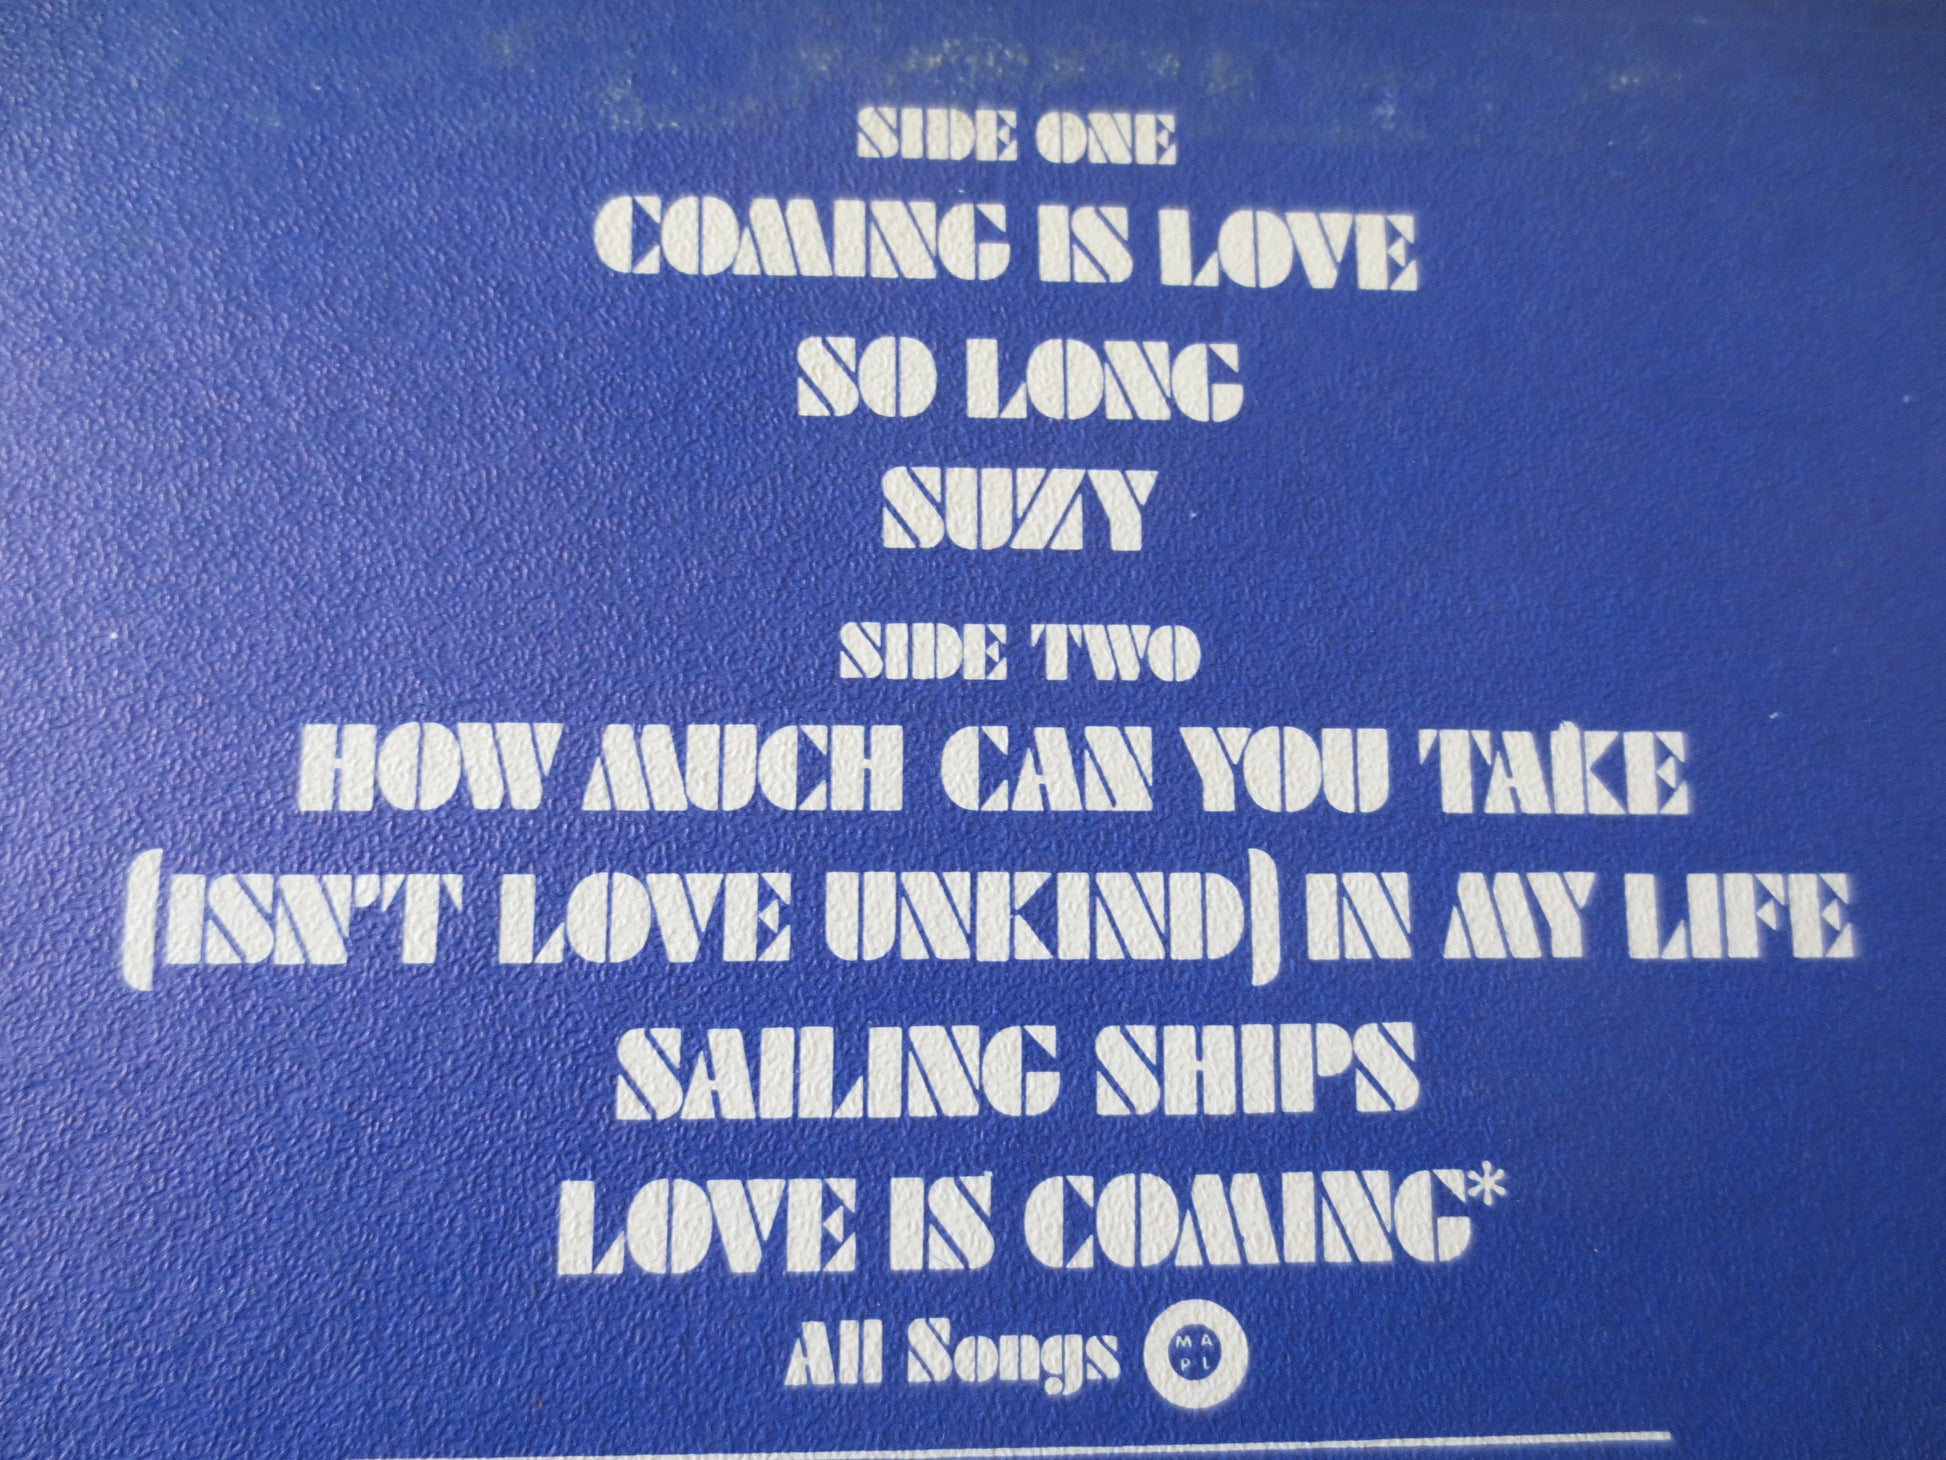 SIDE ONE
COMING IS LOVE
SO LONG
SUZY
SIDE TWO
HOW MUCH CAN YOU TAKE
(ISN'T LOVE UNKIND) IN MY LIFE
SAILING SHIPS
LOVE IS COMING*
All Songs M A
P L